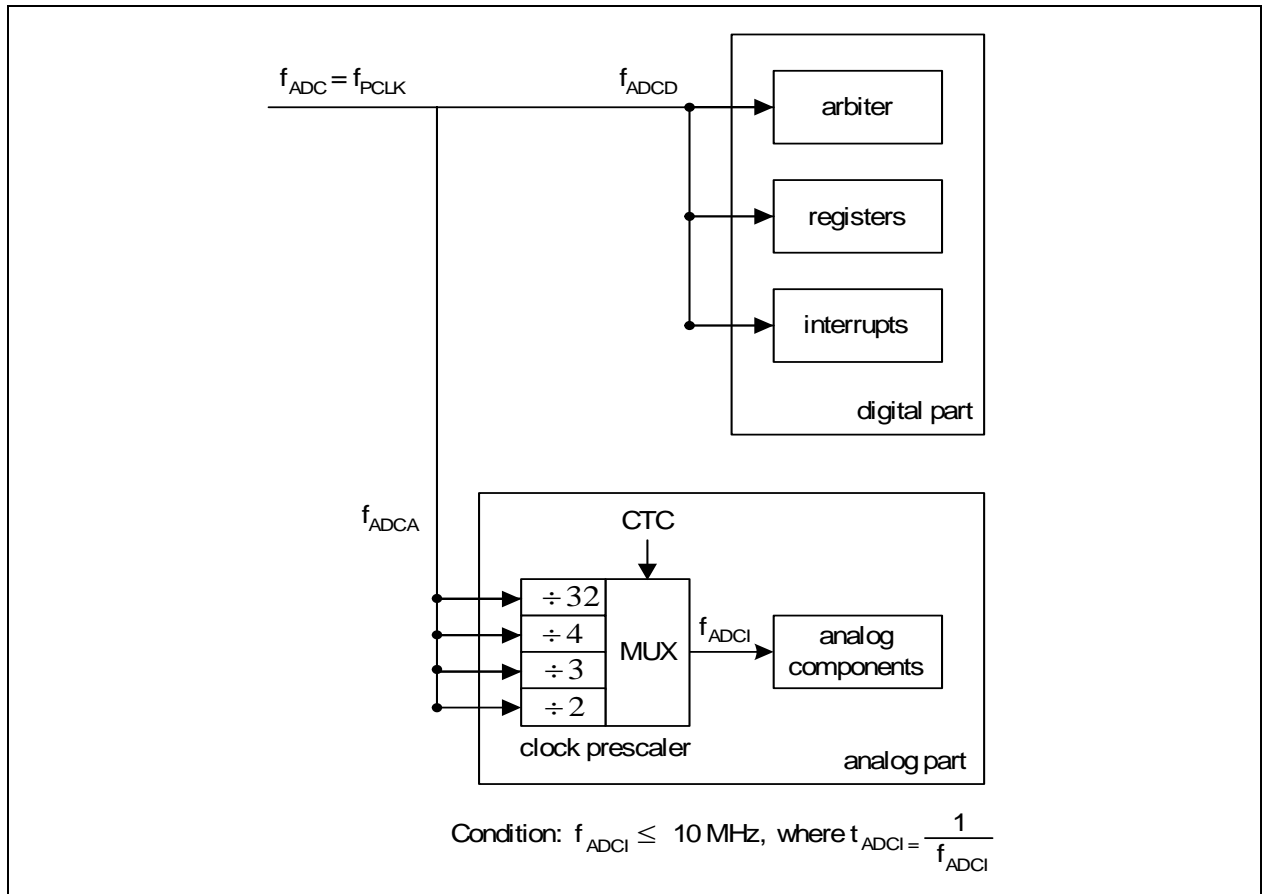 f_ADC = f_PCLK
f_ADCD
arbiter
registers
interrupts
digital part
f_ADCA
CTC
÷ 32
÷ 4
÷ 3
÷ 2
MUX
f_ADCI
analog
components
clock prescaler
analog part
Condition: f_ADCI ≤ 10 MHz, where t_ADCI = 1 / f_ADCI